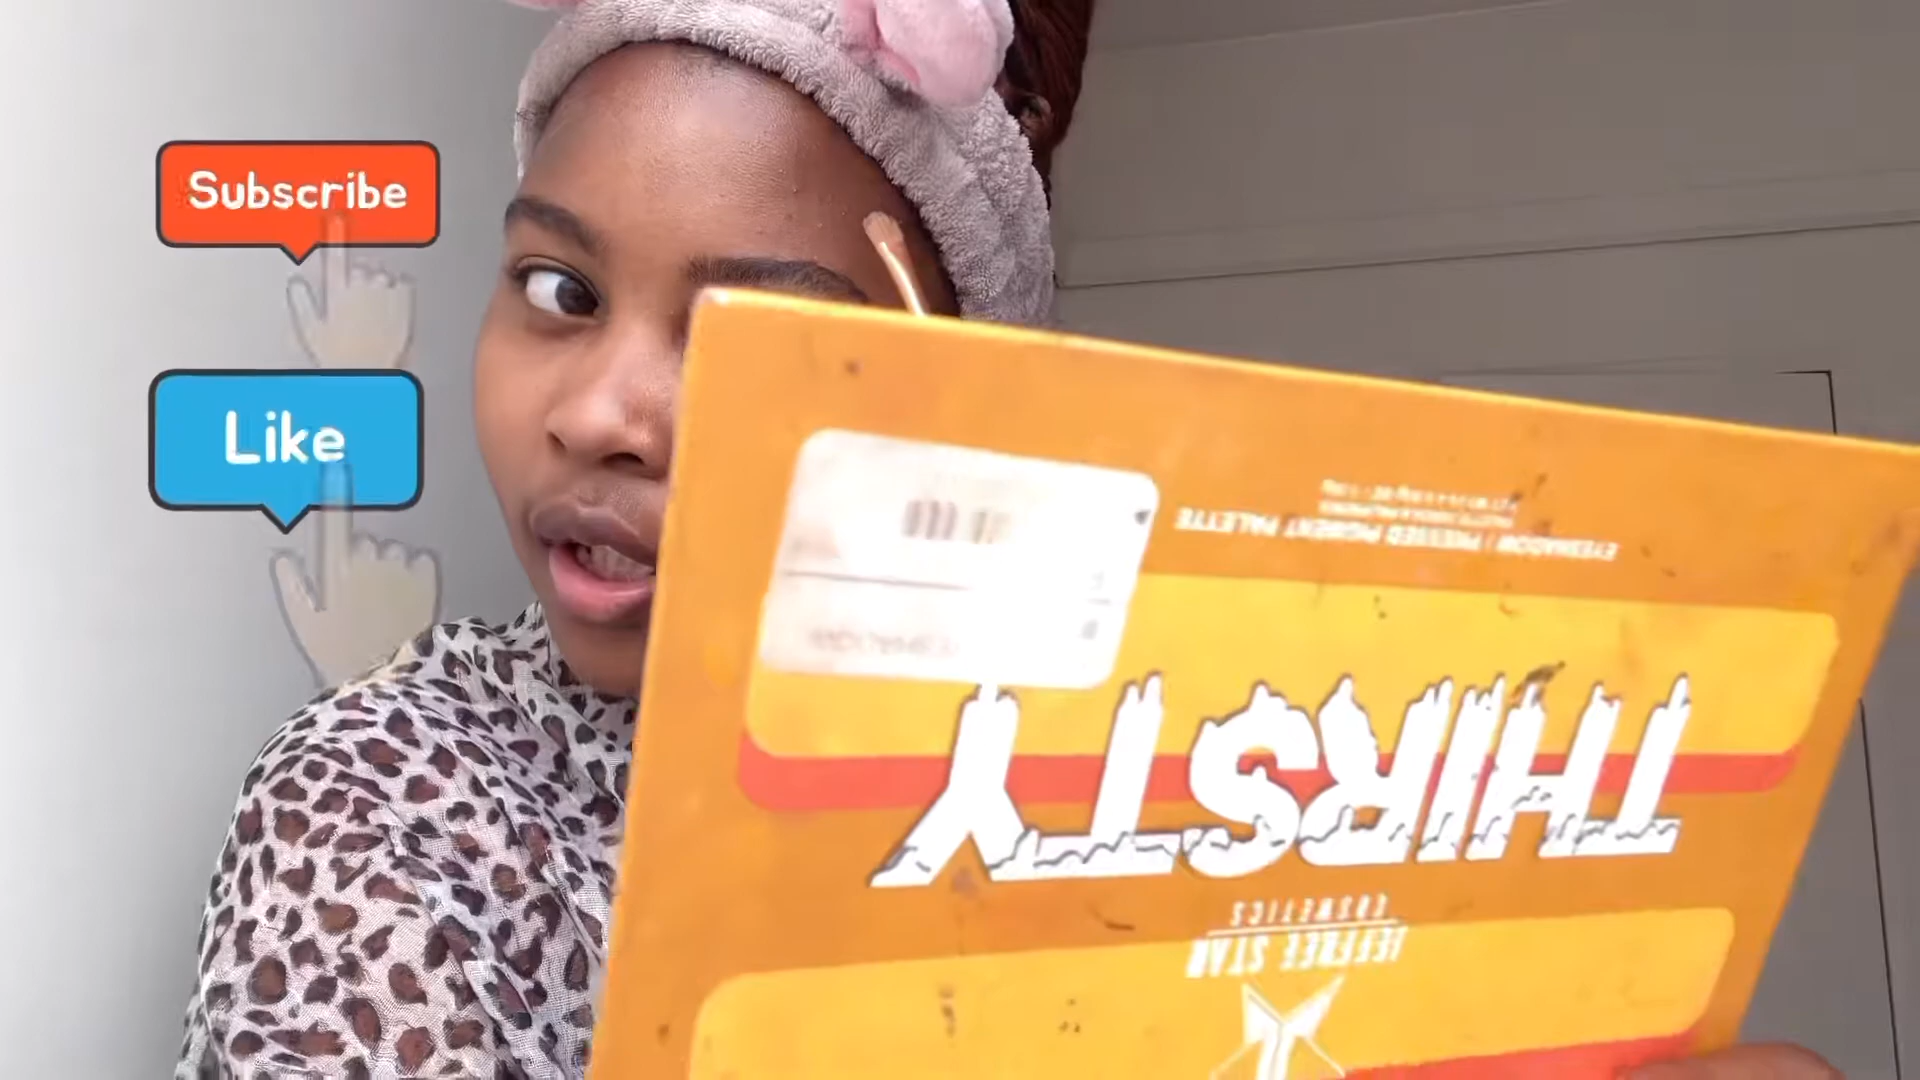 Subscribe
Like
EYESHADOW / PRESSED PIGMENT PALETTE
THIRSTY
COSMETICS
JEFFREE STAR